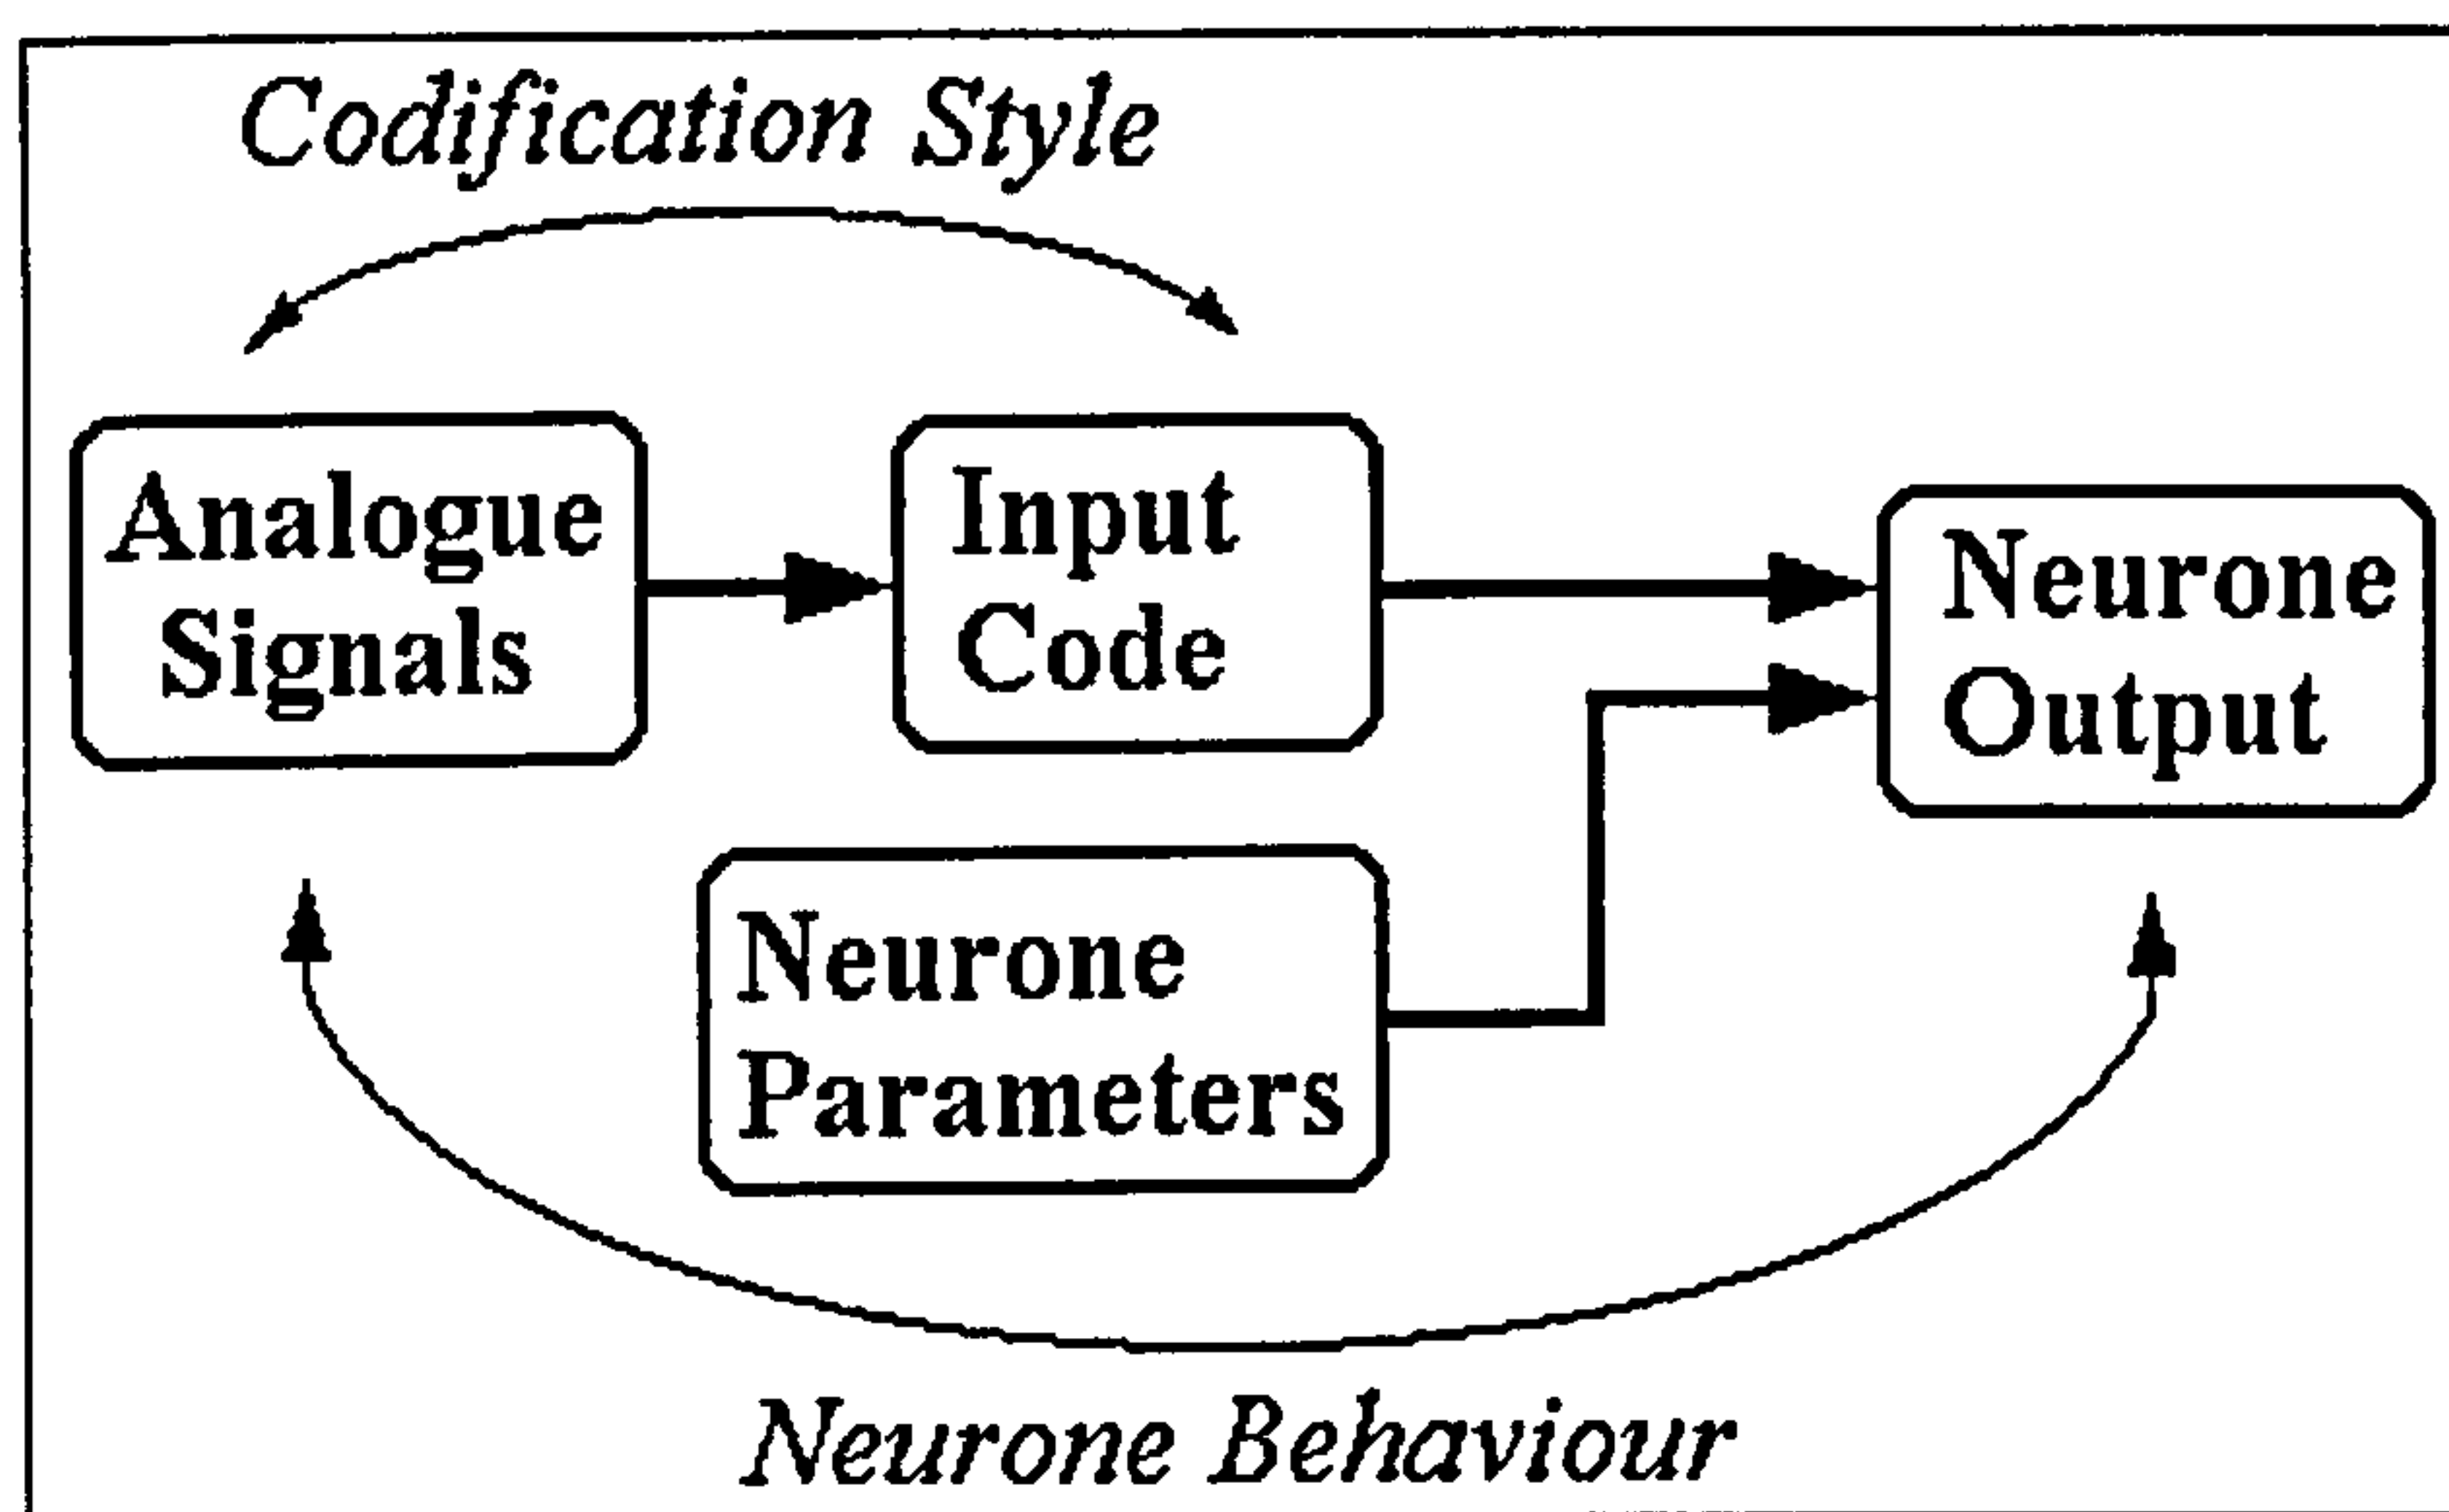 Codification Style
Analogue
Signals
Input
Code
Neurone
Output
Neurone
Parameters
Neurone Behaviour